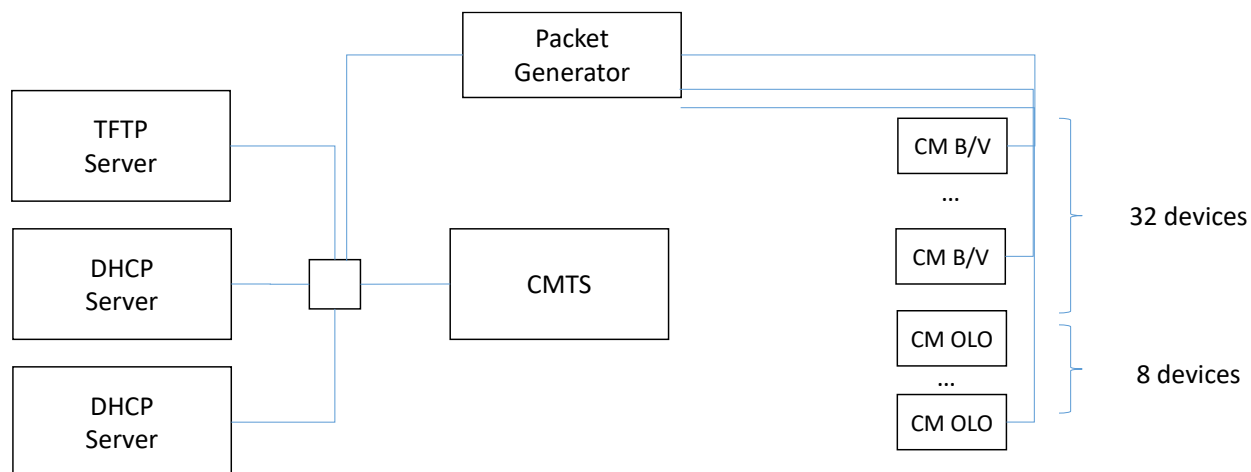 Packet
Generator
TFTP
Server
CM B/V
...
32 devices
DHCP
Server
CMTS
CM B/V
CM OLO
...
8 devices
DHCP
Server
CM OLO